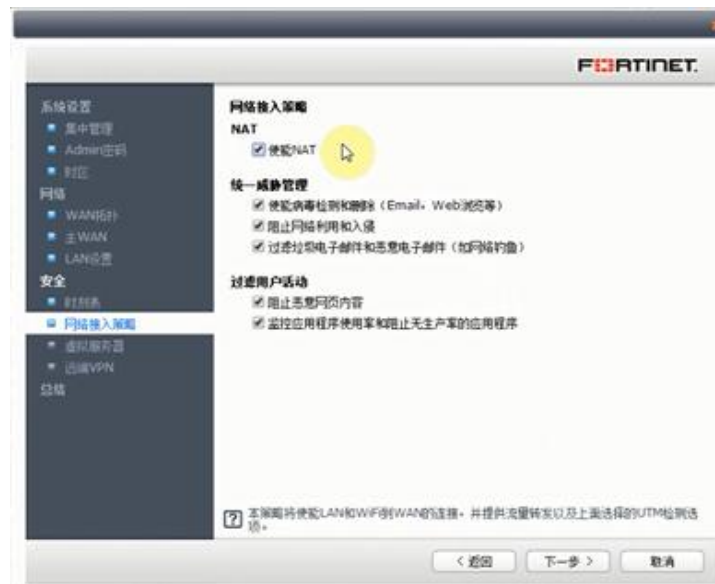 FORTINET.
系统设置
集中管理
Admin密码
时区
网络
WAN拓扑
主WAN
LAN设置
安全
时刻表
网络接入策略
虚拟服务器
远端VPN
总结
网络接入策略
NAT
使能NAT
统一威胁管理
使能病毒检测和删除（Email，Web浏览等）
阻止网络利用和入侵
过滤垃圾电子邮件和恶意电子邮件（如网络钓鱼）
过滤用户活动
阻止恶意网页内容
监控应用程序使用率和阻止无生产率的应用程序
本策略将使能LAN和WiFi到WAN的连接。并提供流量转发以及上面选择的UTM检测选
项。
< 返回
下一步 >
取消